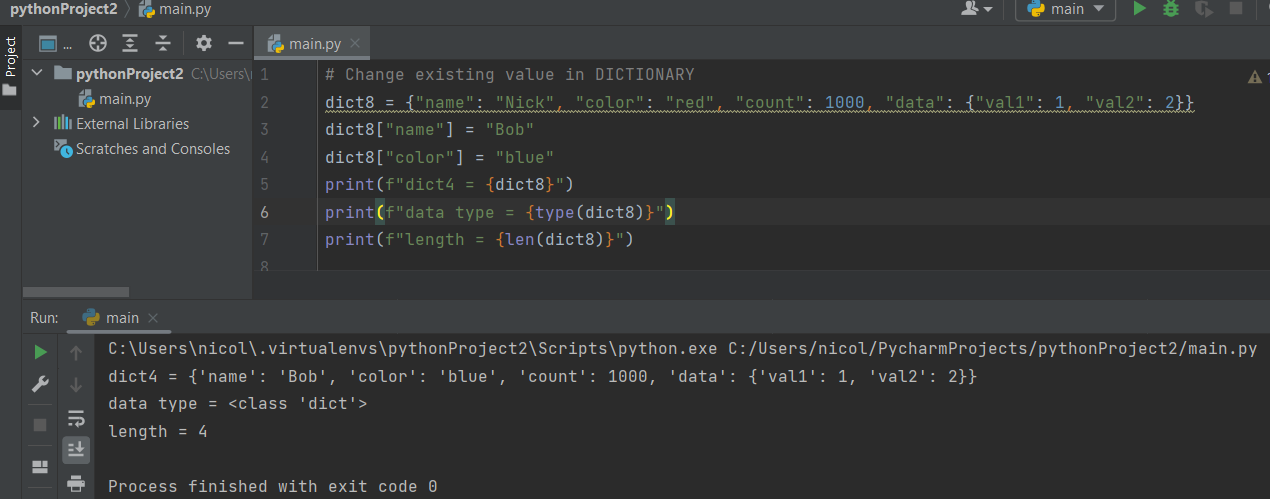 pythonProject2 main.py
main
Project
...
main.py
pythonProject2 C:\Users\
main.py
External Libraries
Scratches and Consoles
1 # Change existing value in DICTIONARY
2 dict8 = {"name": "Nick", "color": "red", "count": 1000, "data": {"val1": 1, "val2": 2}}
3 dict8["name"] = "Bob"
4 dict8["color"] = "blue"
5 print(f"dict4 = {dict8}")
6 print(f"data type = {type(dict8)}")
7 print(f"length = {len(dict8)}")
8
Run: main
C:\Users\nicol\.virtualenvs\pythonProject2\Scripts\python.exe C:/Users/nicol/PycharmProjects/pythonProject2/main.py
dict4 = {'name': 'Bob', 'color': 'blue', 'count': 1000, 'data': {'val1': 1, 'val2': 2}}
data type = <class 'dict'>
length = 4
Process finished with exit code 0